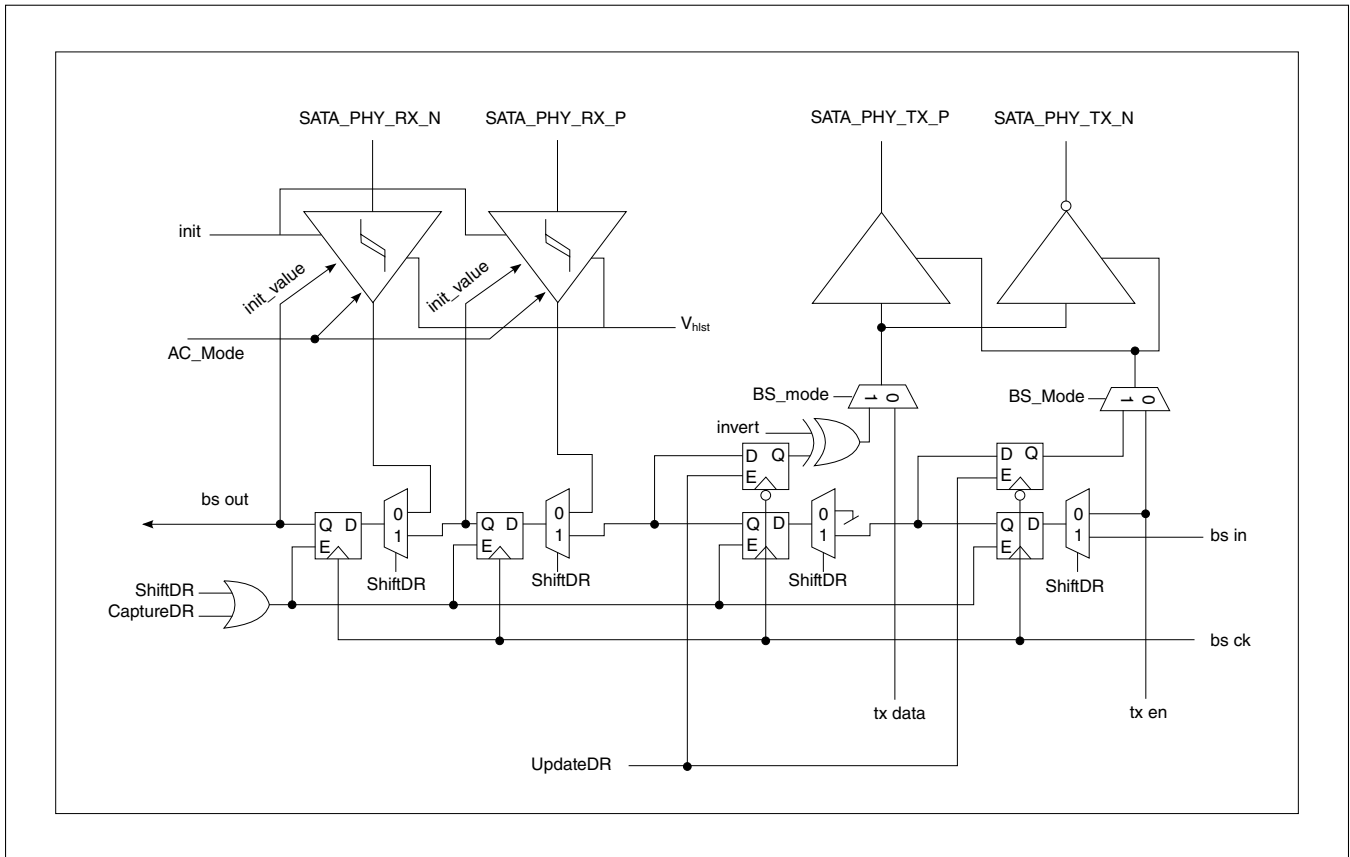 SATA_PHY_RX_N SATA_PHY_RX_P SATA_PHY_TX_P SATA_PHY_TX_N
init
init_value init_value
V_hlst
AC_Mode
BS_mode 1 0 BS_Mode 1 0
invert
D Q D Q
E E
bs out
Q D 0 Q D 0 Q D 0 Q D 0
E 1 E 1 E 1 E 1 bs in
ShiftDR ShiftDR ShiftDR ShiftDR
ShiftDR
CaptureDR
bs ck
tx data tx en
UpdateDR